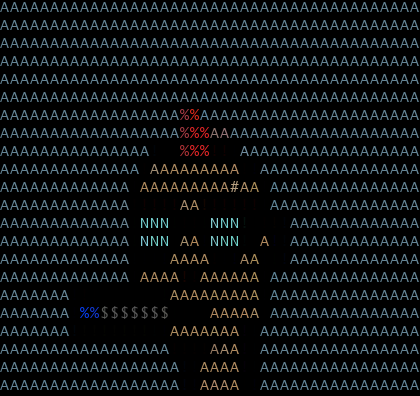 AAAAAAAAAAAAAAAAAAAAAAAAAAAAAAAAAAAAAAAAAA
AAAAAAAAAAAAAAAAAAAAAAAAAAAAAAAAAAAAAAAAAA
AAAAAAAAAAAAAAAAAAAAAAAAAAAAAAAAAAAAAAAAAA
AAAAAAAAAAAAAAAAAAAAAAAAAAAAAAAAAAAAAAAAAA
AAAAAAAAAAAAAAAAAAAAAAAAAAAAAAAAAAAAAAAAAA
AAAAAAAAAAAAAAAAAAAAAAAAAAAAAAAAAAAAAAAAAA
AAAAAAAAAAAAAAAAAA%%AAAAAAAAAAAAAAAAAAAAAA
AAAAAAAAAAAAAAAAAA%%%AAAAAAAAAAAAAAAAAAAAA
AAAAAAAAAAAAAAA   %%%   AAAAAAAAAAAAAAAAAA
AAAAAAAAAAAAAA AAAAAAAAA  AAAAAAAAAAAAAAAA
AAAAAAAAAAAAA AAAAAAAAA#AA AAAAAAAAAAAAAAA
AAAAAAAAAAAAA     AA       AAAAAAAAAAAAAAA
AAAAAAAAAAAAA NNN    NNN     AAAAAAAAAAAAA
AAAAAAAAAAAAA NNN AA NNN  A  AAAAAAAAAAAAA
AAAAAAAAAAAAA    AAAA   AA   AAAAAAAAAAAAA
AAAAAAAAAAAAA AAAA  AAAAAA AAAAAAAAAAAAAAA
AAAAAAA          AAAAAAAAA AAAAAAAAAAAAAAA
AAAAAAA %%$$$$$$$    AAAAA AAAAAAAAAAAAAAA
AAAAAAA          AAAAAAA  AAAAAAAAAAAAAAAA
AAAAAAAAAAAAAAAAA    AAA  AAAAAAAAAAAAAAAA
AAAAAAAAAAAAAAAAAA  AAAA  AAAAAAAAAAAAAAAA
AAAAAAAAAAAAAAAAAA  AAAA  AAAAAAAAAAAAAAAA